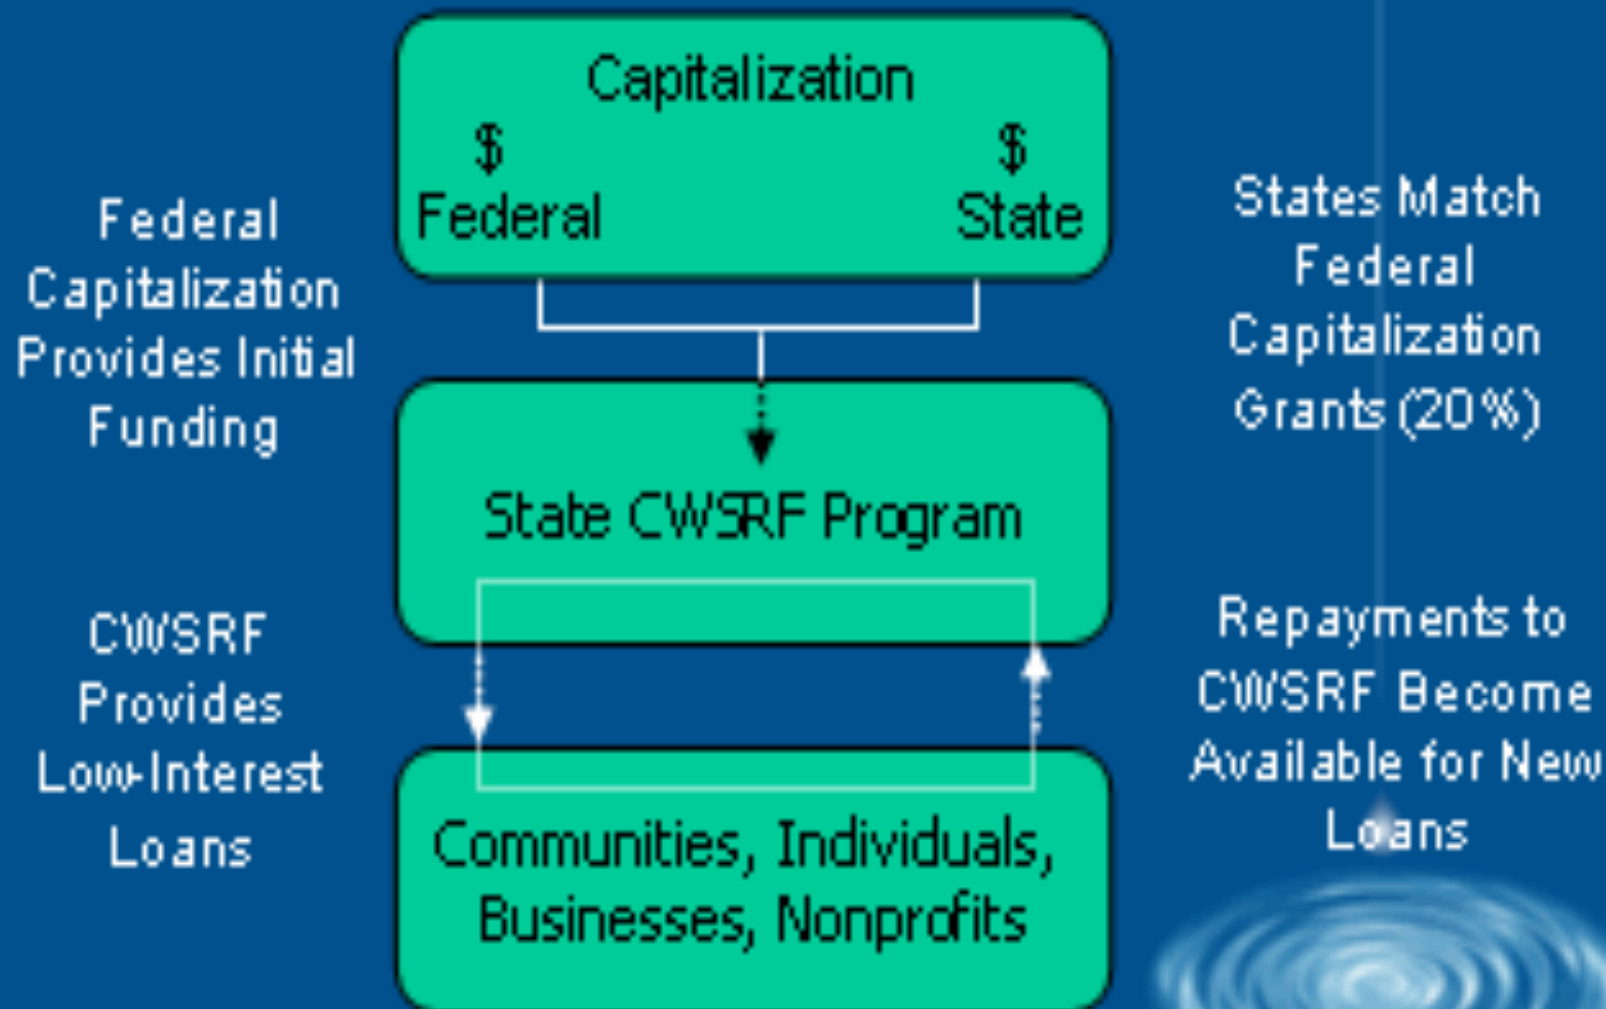 Capitalization
$ $
Federal State
Federal
Capitalization
Provides Initial
Funding
States Match
Federal
Capitalization
Grants (20%)
State CWSRF Program
CWSRF
Provides
Low-Interest
Loans
Repayments to
CWSRF Become
Available for New
Loans
Communities, Individuals,
Businesses, Nonprofits